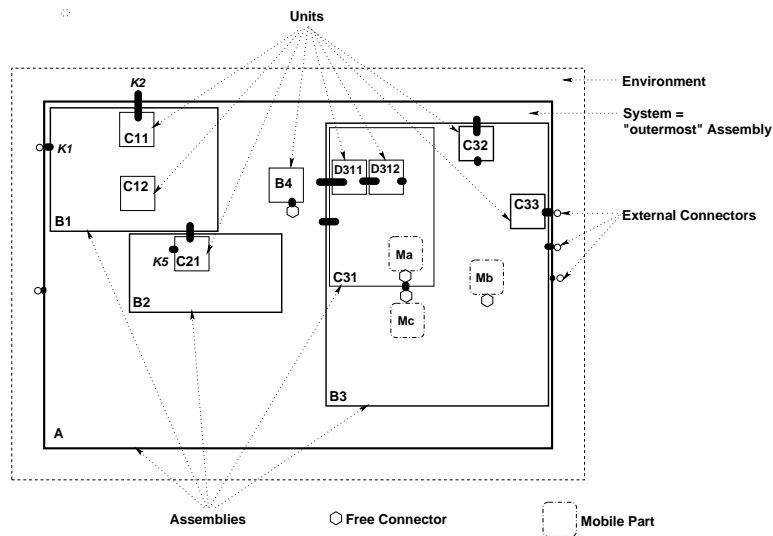 Units
Environment
System =
"outermost" Assembly
K2
C11
K1
C12
B1
B4
D311
D312
C32
C33
External Connectors
K5
C21
B2
C31
Ma
Mb
Mc
B3
A
Assemblies
Free Connector
Mobile Part